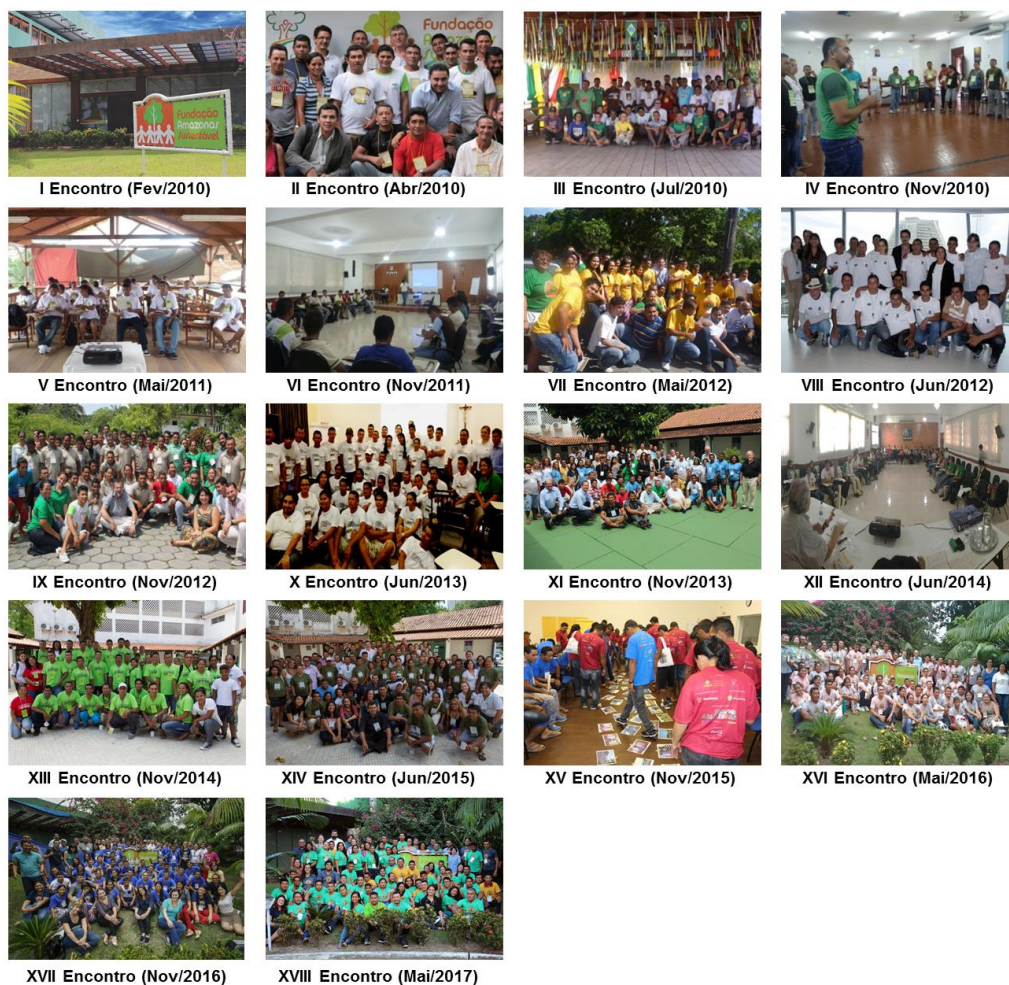 Fundação
Amazonas
Sustentável
Fundação
I Encontro (Fev/2010)
II Encontro (Abr/2010)
III Encontro (Jul/2010)
IV Encontro (Nov/2010)
V Encontro (Mai/2011)
VI Encontro (Nov/2011)
VII Encontro (Mai/2012)
VIII Encontro (Jun/2012)
IX Encontro (Nov/2012)
X Encontro (Jun/2013)
XI Encontro (Nov/2013)
XII Encontro (Jun/2014)
XIII Encontro (Nov/2014)
XIV Encontro (Jun/2015)
XV Encontro (Nov/2015)
XVI Encontro (Mai/2016)
XVII Encontro (Nov/2016)
XVIII Encontro (Mai/2017)